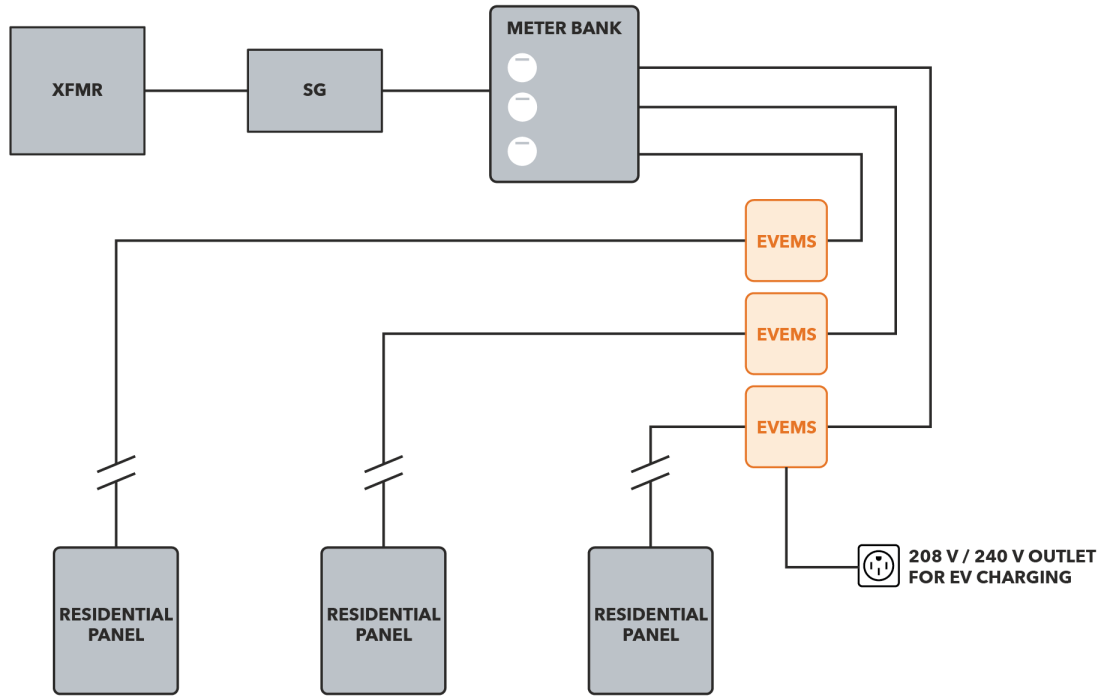 METER BANK
XFMR
SG
EVEMS
EVEMS
EVEMS
208 V / 240 V OUTLET
FOR EV CHARGING
RESIDENTIAL
PANEL
RESIDENTIAL
PANEL
RESIDENTIAL
PANEL